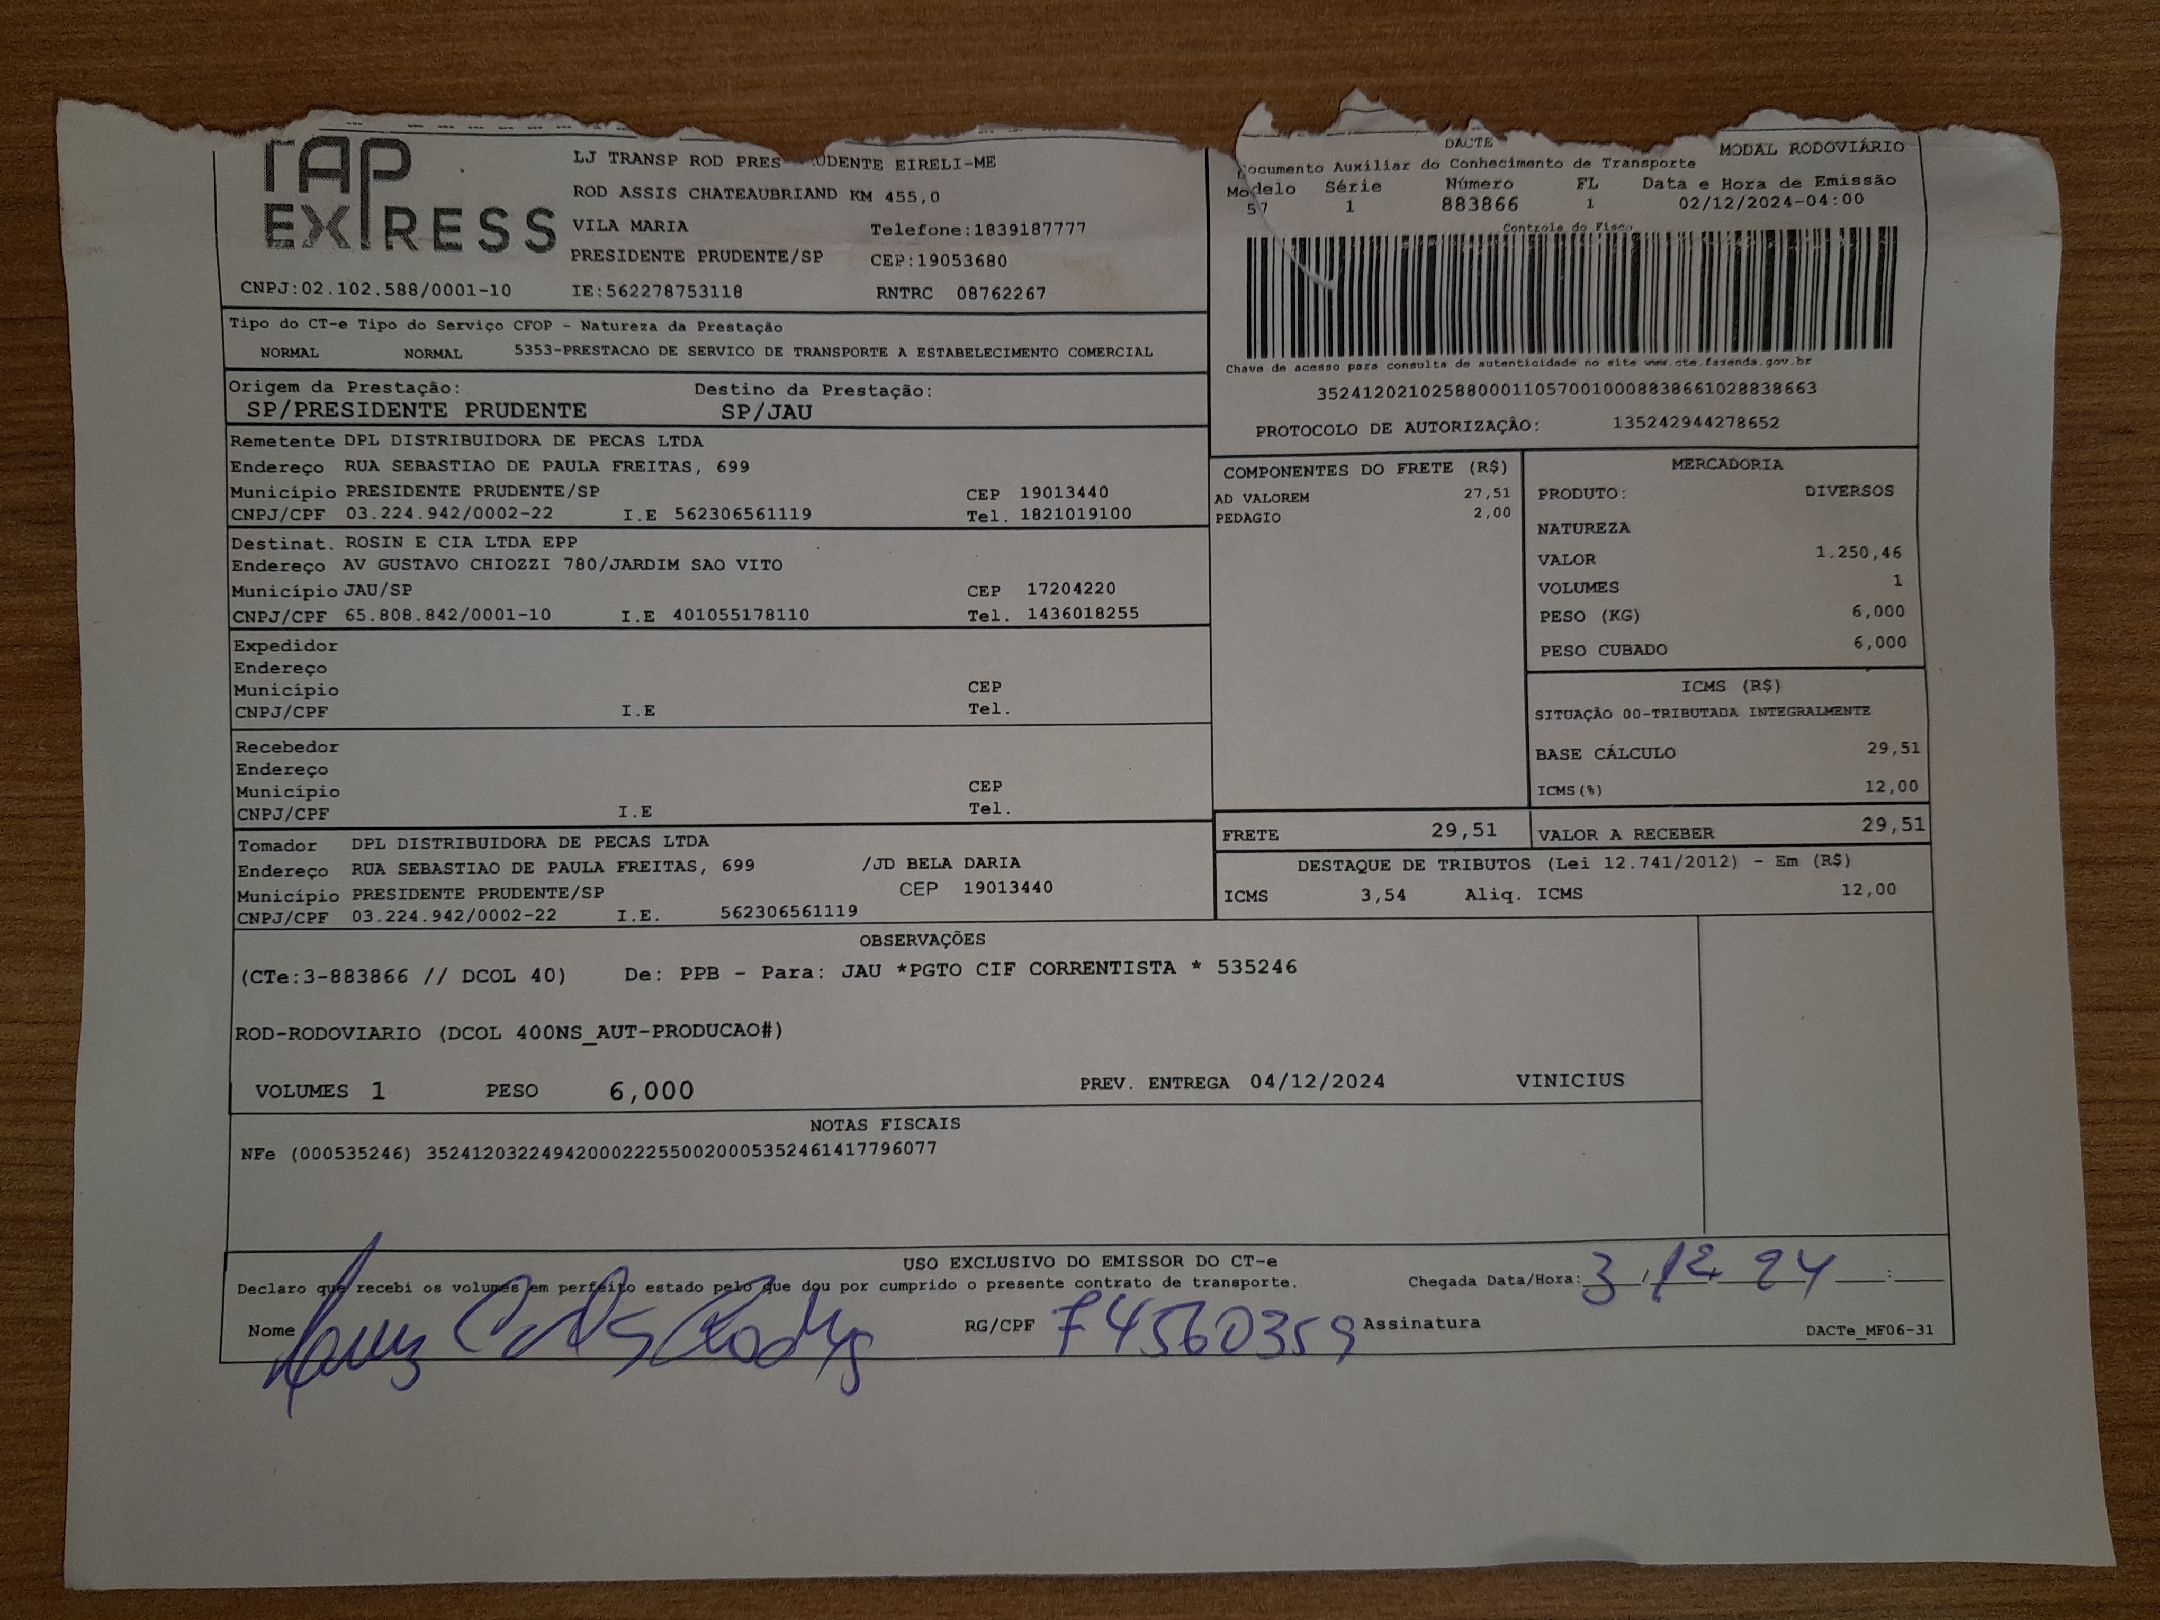 EXPRESS
LJ TRANSP ROD PRES UDENTE EIRELI-ME
ROD ASSIS CHATEAUBRIAND KM 455,0
VILA MARIA Telefone:1839187777
PRESIDENTE PRUDENTE/SP CEP:19053680
CNPJ:02.102.588/0001-10 IE:562278753118 RNTRC 08762267
DACTE MODAL RODOVIÁRIO
Documento Auxiliar do Conhecimento de Transporte
Modelo Série Número FL Data e Hora de Emissão
57 1 883866 1 02/12/2024-04:00
Controle do Fisco
Chave de acesso para consulta de autenticidade no site www.cte.fazenda.gov.br
35241202102588000110570010008838661028838663
PROTOCOLO DE AUTORIZAÇÃO: 135242944278652
Tipo do CT-e Tipo do Serviço CFOP - Natureza da Prestação
NORMAL NORMAL 5353-PRESTACAO DE SERVICO DE TRANSPORTE A ESTABELECIMENTO COMERCIAL
Origem da Prestação: Destino da Prestação:
SP/PRESIDENTE PRUDENTE SP/JAU
Remetente DPL DISTRIBUIDORA DE PECAS LTDA
Endereço RUA SEBASTIAO DE PAULA FREITAS, 699
Município PRESIDENTE PRUDENTE/SP CEP 19013440
CNPJ/CPF 03.224.942/0002-22 I.E 562306561119 Tel. 1821019100
Destinat. ROSIN E CIA LTDA EPP
Endereço AV GUSTAVO CHIOZZI 780/JARDIM SAO VITO
Município JAU/SP CEP 17204220
CNPJ/CPF 65.808.842/0001-10 I.E 401055178110 Tel. 1436018255
Expedidor
Endereço
Município CEP
CNPJ/CPF I.E Tel.
Recebedor
Endereço
Município CEP
CNPJ/CPF I.E Tel.
Tomador DPL DISTRIBUIDORA DE PECAS LTDA
Endereço RUA SEBASTIAO DE PAULA FREITAS, 699 /JD BELA DARIA
Município PRESIDENTE PRUDENTE/SP CEP 19013440
CNPJ/CPF 03.224.942/0002-22 I.E. 562306561119
COMPONENTES DO FRETE (R$)
AD VALOREM 27,51
PEDAGIO 2,00
MERCADORIA
PRODUTO: DIVERSOS
NATUREZA
VALOR 1.250,46
VOLUMES 1
PESO (KG) 6,000
PESO CUBADO 6,000
ICMS (R$)
SITUAÇÃO 00-TRIBUTADA INTEGRALMENTE
BASE CÁLCULO 29,51
ICMS(%) 12,00
FRETE 29,51 VALOR A RECEBER 29,51
DESTAQUE DE TRIBUTOS (Lei 12.741/2012) - Em (R$)
ICMS 3,54 Aliq. ICMS 12,00
OBSERVAÇÕES
(CTe:3-883866 // DCOL 40) De: PPB - Para: JAU *PGTO CIF CORRENTISTA * 535246
ROD-RODOVIARIO (DCOL 400NS_AUT-PRODUCAO#)
VOLUMES 1 PESO 6,000 PREV. ENTREGA 04/12/2024 VINICIUS
NOTAS FISCAIS
NFe (000535246) 35241203224942000222550020005352461417796077
USO EXCLUSIVO DO EMISSOR DO CT-e
Declaro que recebi os volumes em perfeito estado pelo que dou por cumprido o presente contrato de transporte. Chegada Data/Hora: 3/12 24 :
Nome RG/CPF 74560359 Assinatura DACTe_MF06-31